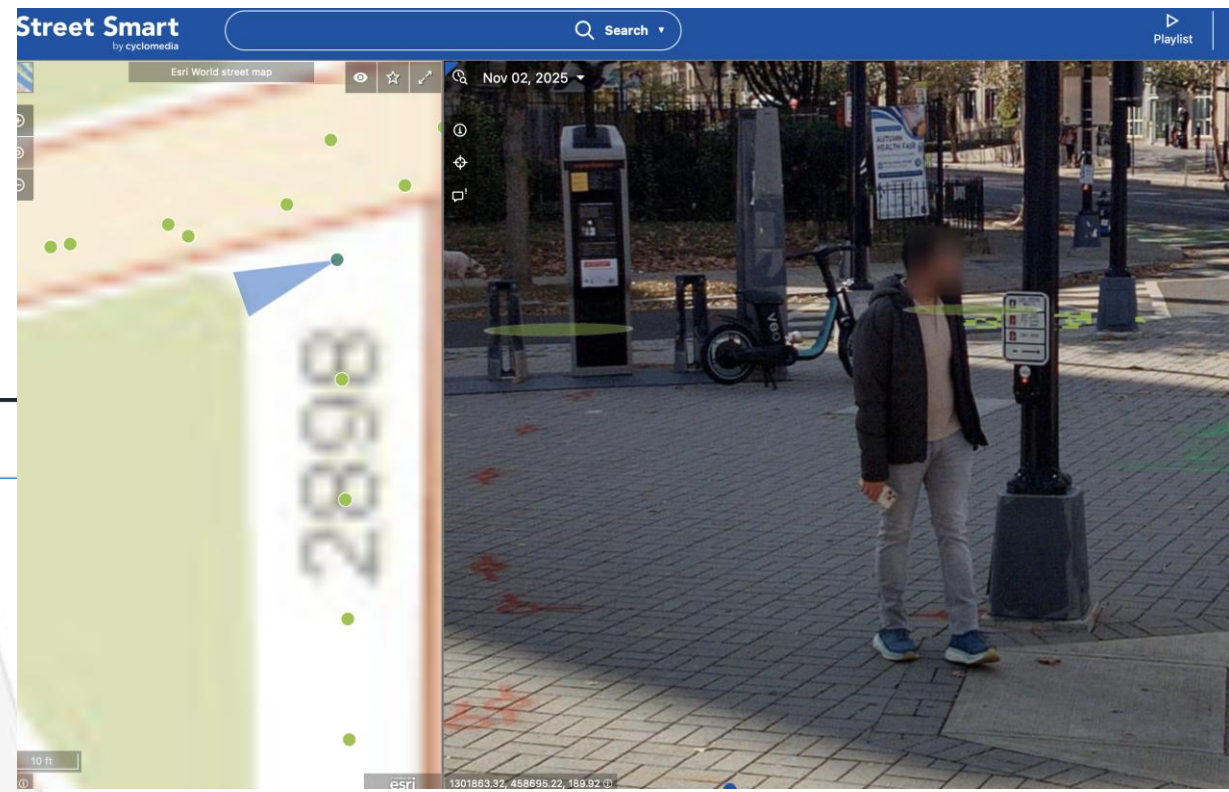 Street Smart
by cyclomedia
Search
Playlist
Esri World street map
Nov 02, 2025
AUTUMN
HEALTH FAIR
veo
2898
10 ft
esri
1301863.32, 458695.22, 189.92